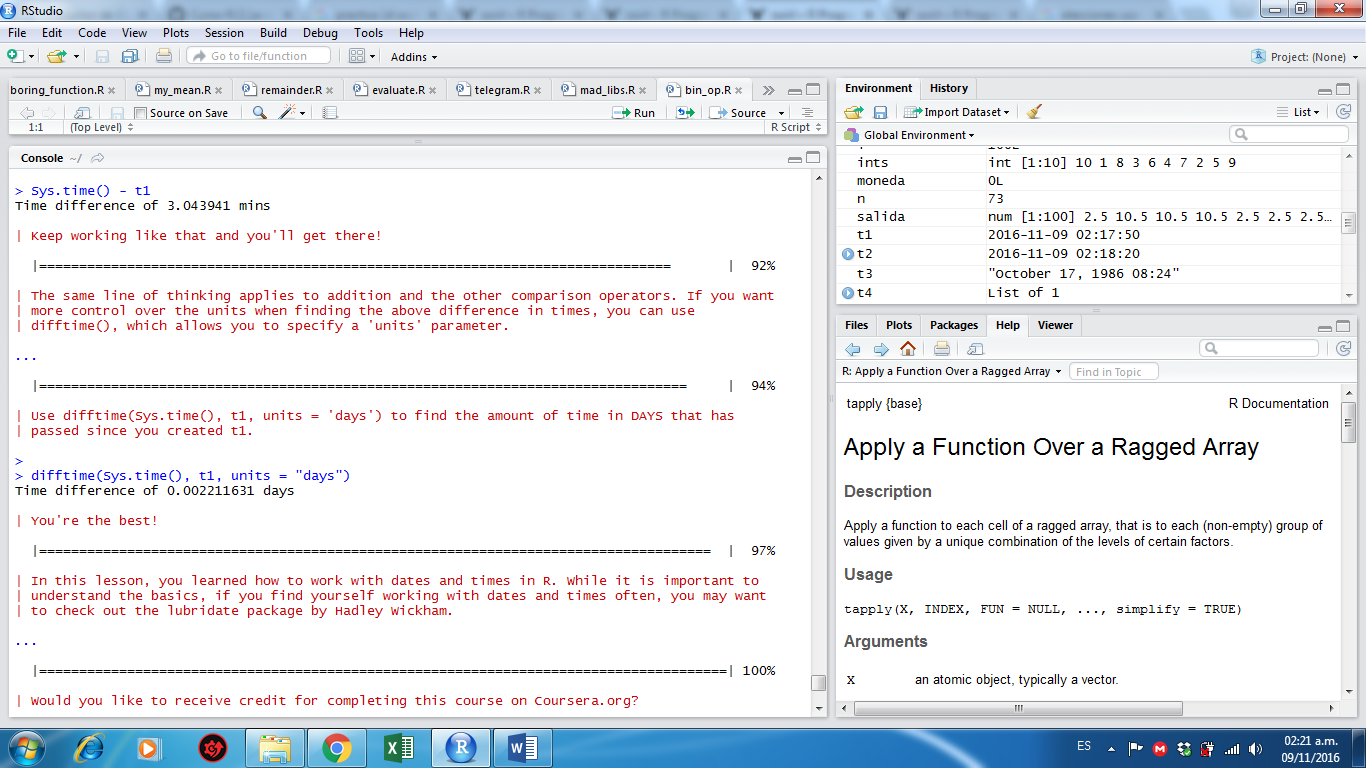 RStudio
File Edit Code View Plots Session Build Debug Tools Help
Go to file/function Addins Project: (None)
boring_function.R my_mean.R remainder.R evaluate.R telegram.R mad_libs.R bin_op.R
Source on Save Run Source
1:1 (Top Level) R Script
Console ~/
> Sys.time() - t1
Time difference of 3.043941 mins
| Keep working like that and you'll get there!
|=============================================================================== | 92%
| The same line of thinking applies to addition and the other comparison operators. If you want
| more control over the units when finding the above difference in times, you can use
| difftime(), which allows you to specify a 'units' parameter.
...
|================================================================================= | 94%
| Use difftime(Sys.time(), t1, units = 'days') to find the amount of time in DAYS that has
| passed since you created t1.
>
> difftime(Sys.time(), t1, units = "days")
Time difference of 0.002211631 days
| You're the best!
|==================================================================================== | 97%
| In this lesson, you learned how to work with dates and times in R. While it is important to
| understand the basics, if you find yourself working with dates and times often, you may want
| to check out the lubridate package by Hadley Wickham.
...
|======================================================================================| 100%
| Would you like to receive credit for completing this course on Coursera.org?
Environment History
Import Dataset List
Global Environment
ints int [1:10] 10 1 8 3 6 4 7 2 5 9
moneda 0L
n 73
salida num [1:100] 2.5 10.5 10.5 10.5 2.5 2.5 2.5…
t1 2016-11-09 02:17:50
t2 2016-11-09 02:18:20
t3 "October 17, 1986 08:24"
t4 List of 1
Files Plots Packages Help Viewer
R: Apply a Function Over a Ragged Array Find in Topic
tapply {base} R Documentation
Apply a Function Over a Ragged Array
Description
Apply a function to each cell of a ragged array, that is to each (non-empty) group of
values given by a unique combination of the levels of certain factors.
Usage
tapply(X, INDEX, FUN = NULL, ..., simplify = TRUE)
Arguments
X an atomic object, typically a vector.
ES 02:21 a.m.
09/11/2016